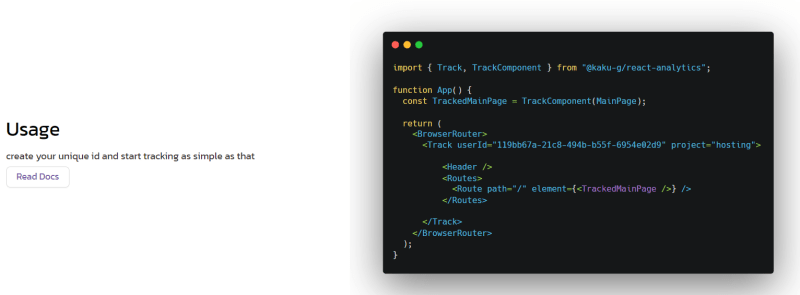 Usage
create your unique id and start tracking as simple as that
Read Docs
import { Track, TrackComponent } from "@kaku-g/react-analytics";
function App() {
const TrackedMainPage = TrackComponent(MainPage);
return (
<BrowserRouter>
<Track userId="119bb67a-21c8-494b-b55f-6954e02d9" project="hosting">
<Header />
<Routes>
<Route path="/" element={<TrackedMainPage />} />
</Routes>
</Track>
</BrowserRouter>
);
}